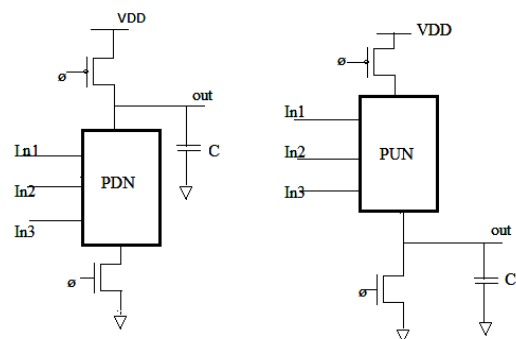 VDD
ø
out
In1
In2
In3
PDN
C
ø
VDD
ø
In1
In2
In3
PUN
out
ø
C